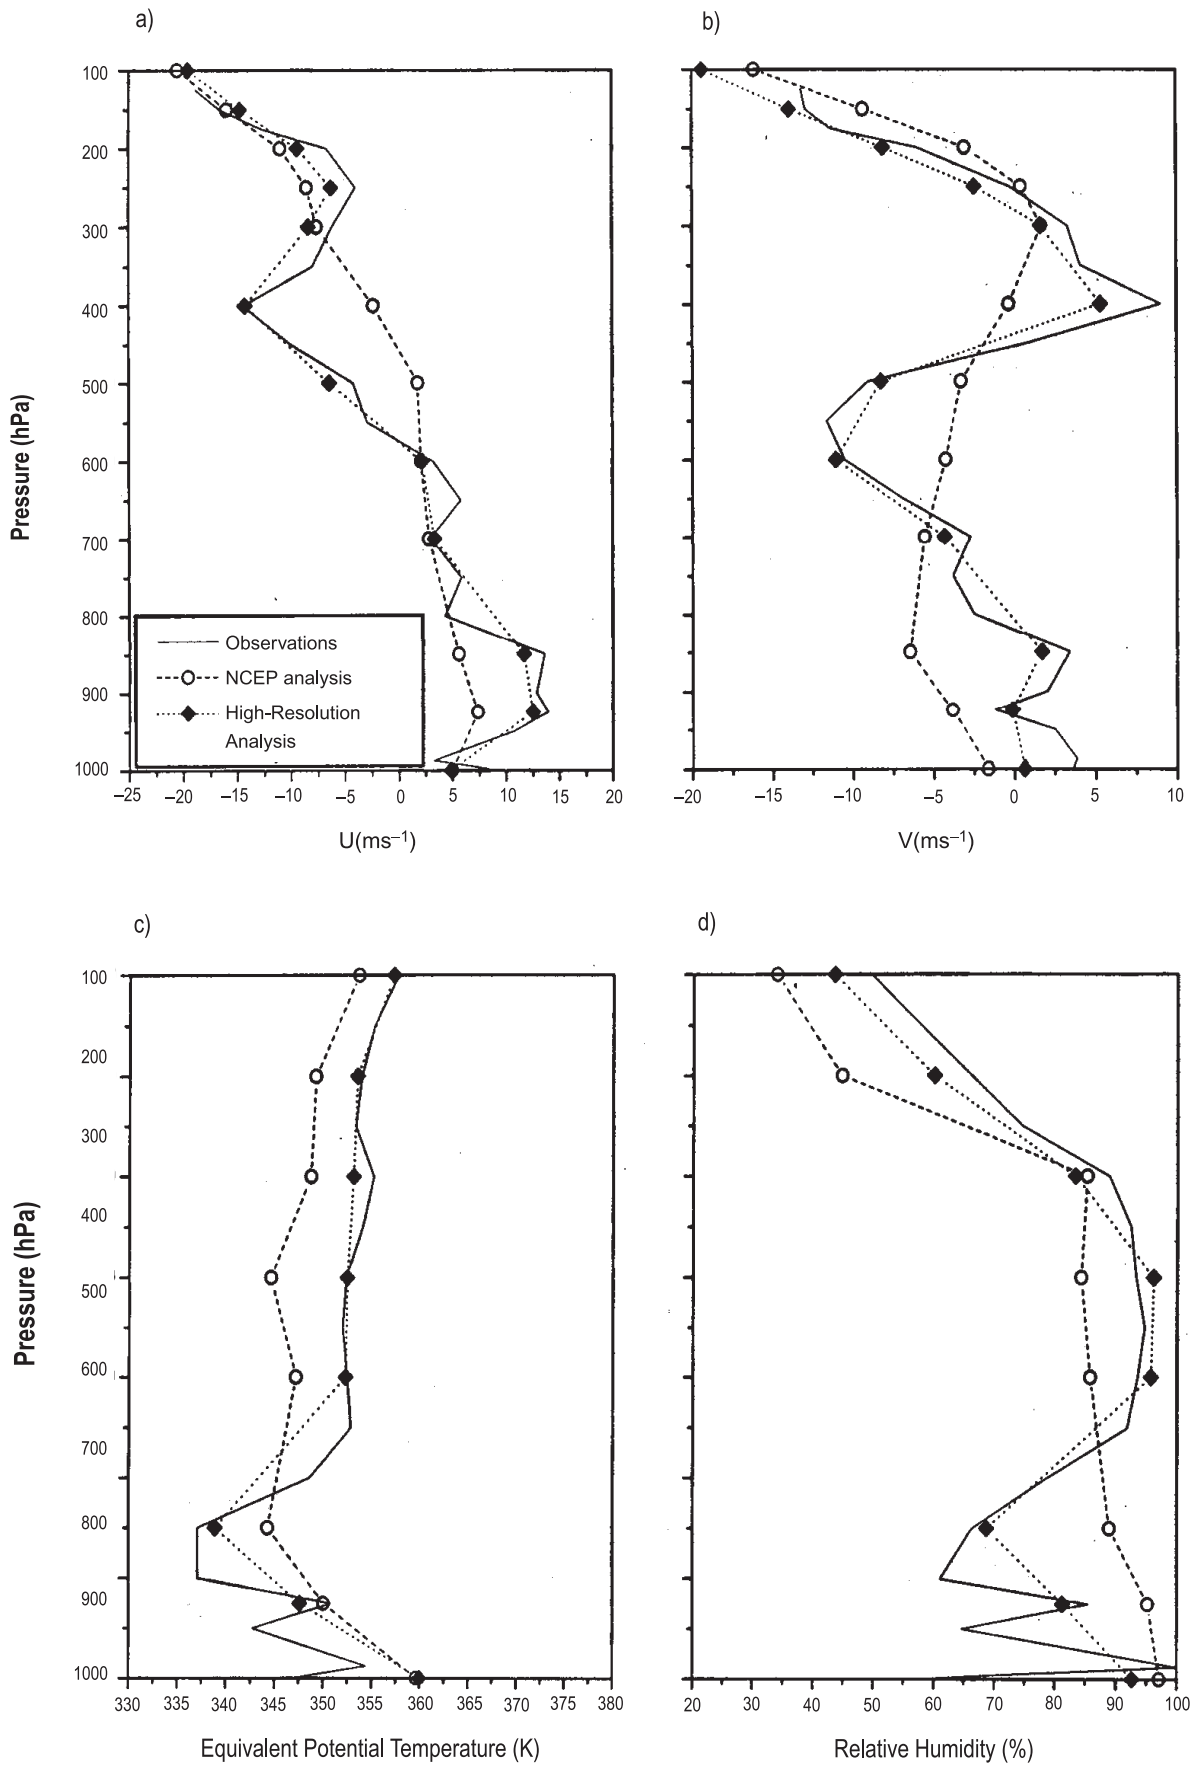 a)
b)
100
200
300
400
500
600
700
800
900
1000
Pressure (hPa)
Observations
NCEP analysis
High-Resolution
Analysis
–25 –20 –15 –10 –5 0 5 10 15 20
U(ms–1)
–20 –15 –10 –5 0 5 10
V(ms–1)
c)
d)
100
200
300
400
500
600
700
800
900
1000
Pressure (hPa)
330 335 340 345 350 355 360 365 370 375 380
Equivalent Potential Temperature (K)
20 30 40 50 60 70 80 90 100
Relative Humidity (%)